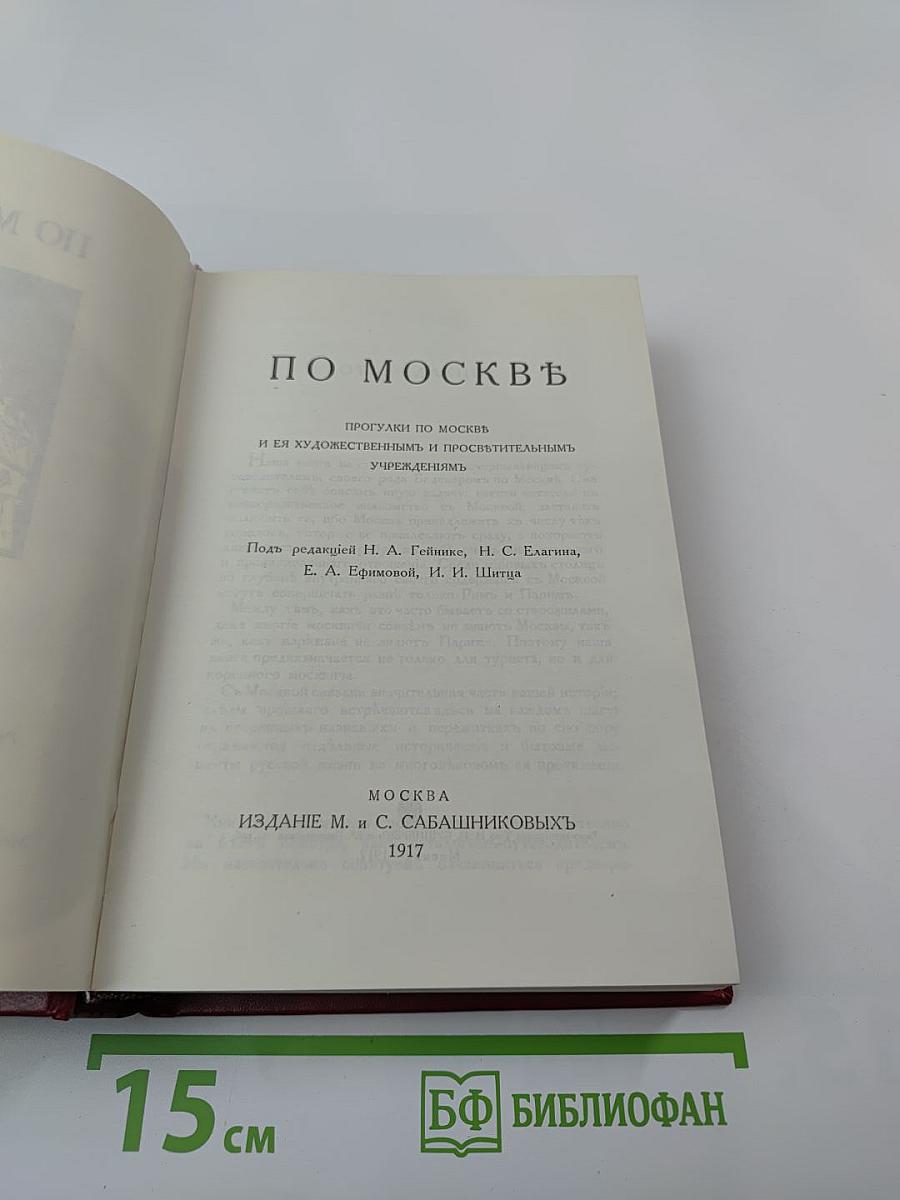 ПО М
ПО МОСКВѢ
ПРОГУЛКИ ПО МОСКВѢ
И ЕЯ ХУДОЖЕСТВЕННЫМЪ И ПРОСВѢТИТЕЛЬНЫМЪ
УЧРЕЖДЕНІЯМЪ
Подъ редакціей Н. А. Гейнике, Н. С. Елагина,
Е. А. Ефимовой, И. И. Шитца
МОСКВА
ИЗДАНІЕ М. и С. САБАШНИКОВЫХЪ
1917
15 см
БФ БИБЛИОФАН